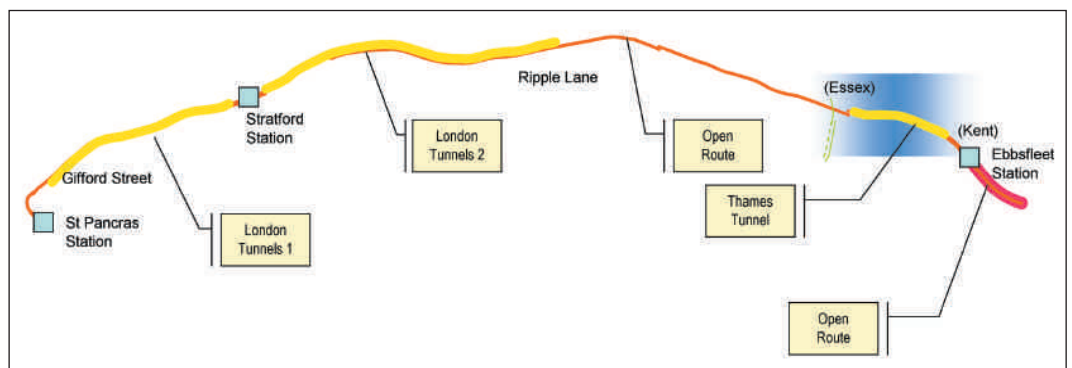 Gifford Street
St Pancras
Station
London
Tunnels 1
Stratford
Station
London
Tunnels 2
Ripple Lane
Open
Route
(Essex)
Thames
Tunnel
(Kent)
Ebbsfleet
Station
Open
Route